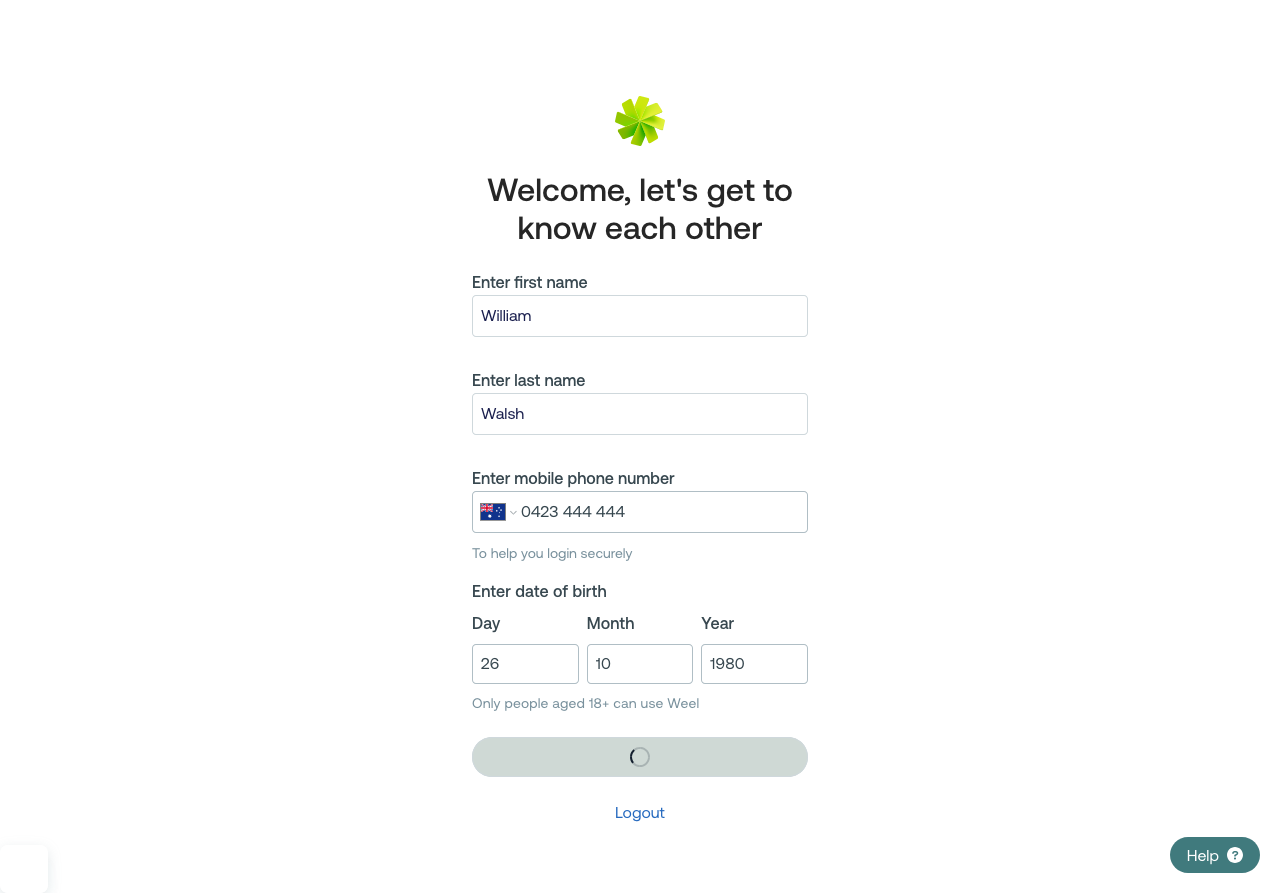 Welcome, let's get to
know each other
Enter first name
William
Enter last name
Walsh
Enter mobile phone number
0423 444 444
To help you login securely
Enter date of birth
Day Month Year
26 10 1980
Only people aged 18+ can use Weel
Logout
Help ?